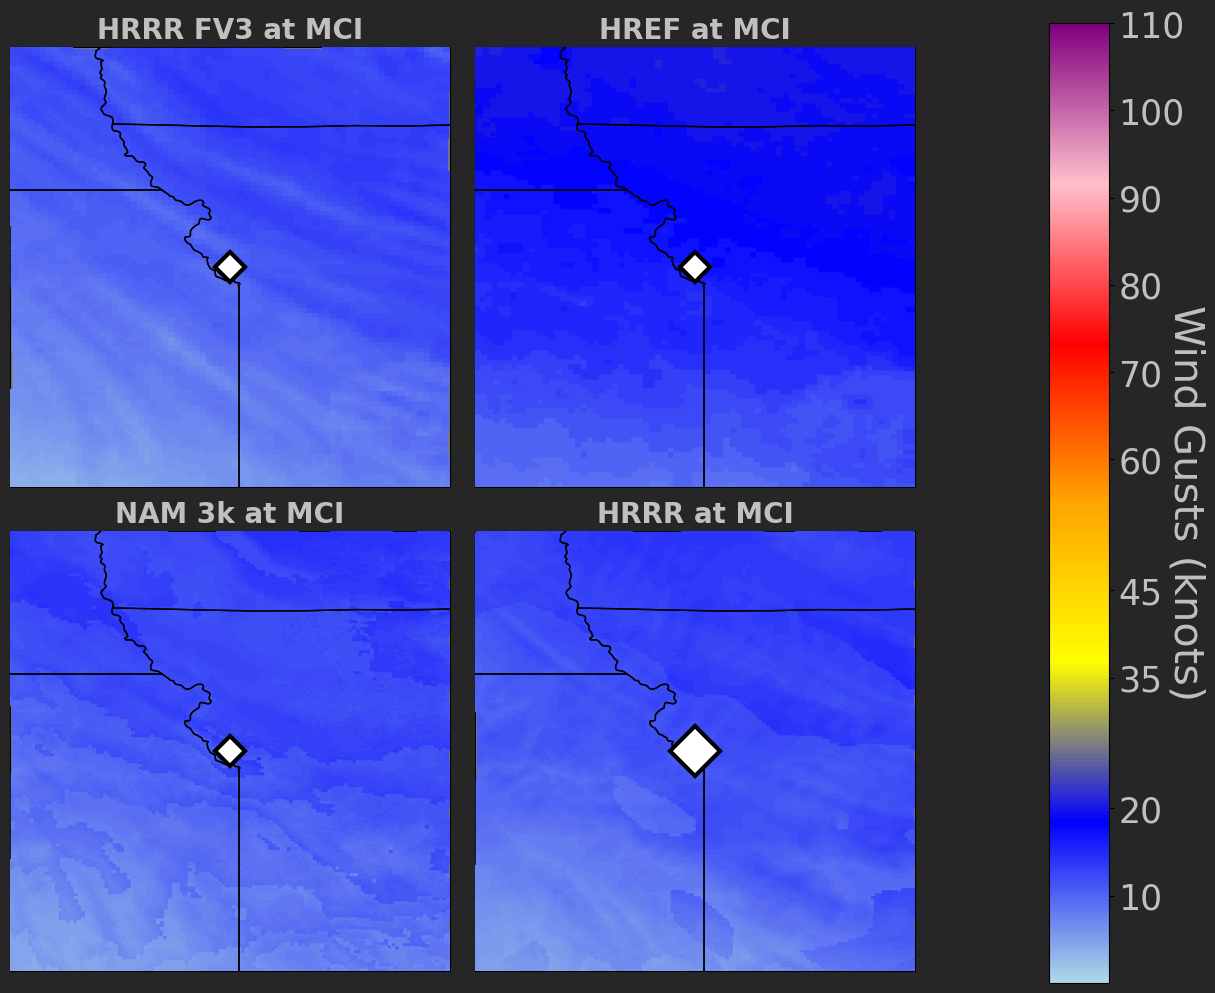 HRRR FV3 at MCI
HREF at MCI
NAM 3k at MCI
HRRR at MCI
110
100
90
80
70
60
45
35
20
10
Wind Gusts (knots)